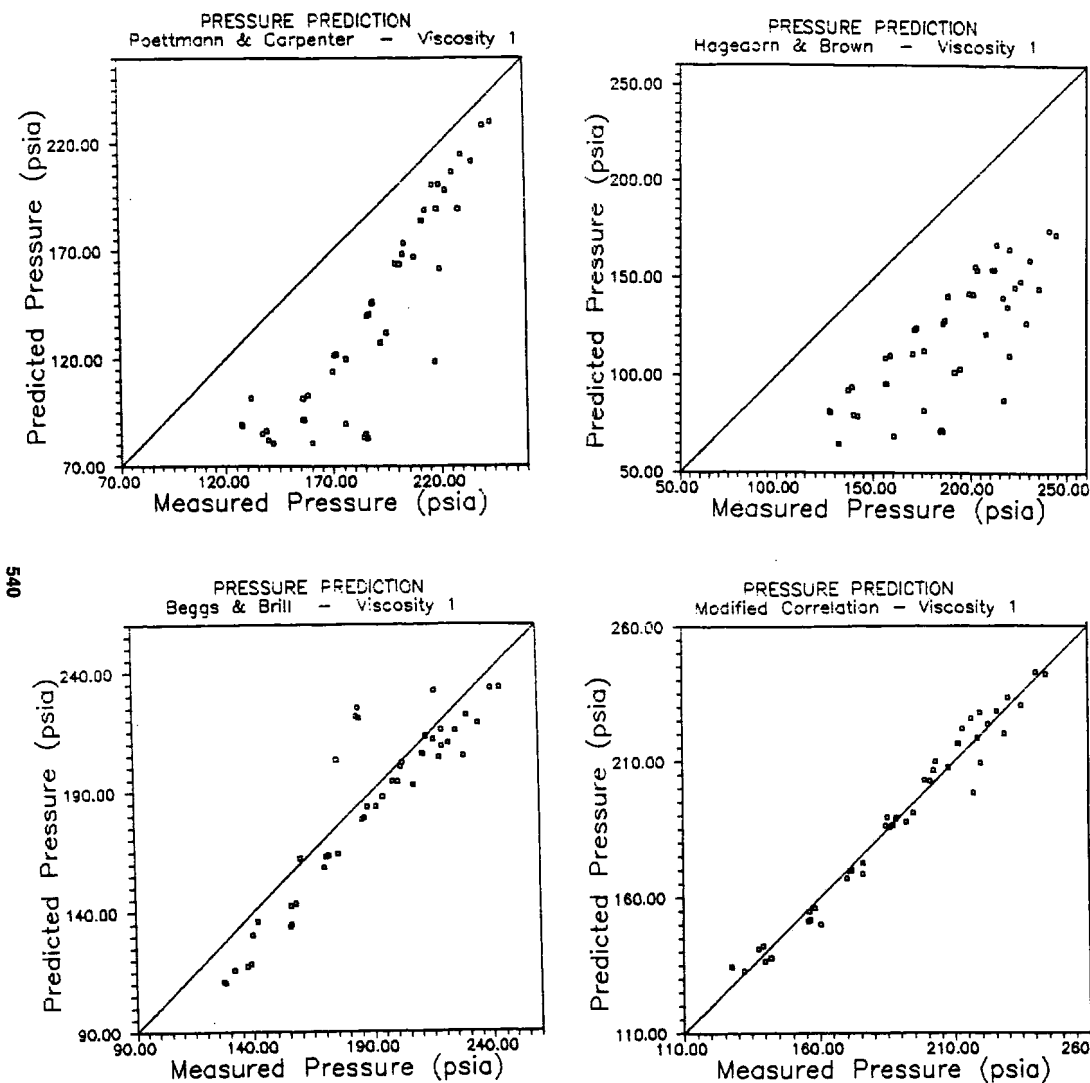 PRESSURE PREDICTION
Poettmann & Carpenter – Viscosity 1
Predicted Pressure (psia)
220.00
170.00
120.00
70.00
70.00 120.00 170.00 220.00
Measured Pressure (psia)
PRESSURE PREDICTION
Hagedorn & Brown – Viscosity 1
Predicted Pressure (psia)
250.00
200.00
150.00
100.00
50.00
50.00 100.00 150.00 200.00 250.00
Measured Pressure (psia)
540
PRESSURE PREDICTION
Beggs & Brill – Viscosity 1
Predicted Pressure (psia)
240.00
190.00
140.00
90.00
90.00 140.00 190.00 240.00
Measured Pressure (psia)
PRESSURE PREDICTION
Modified Correlation – Viscosity 1
Predicted Pressure (psia)
260.00
210.00
160.00
110.00
110.00 160.00 210.00 260
Measured Pressure (psia)